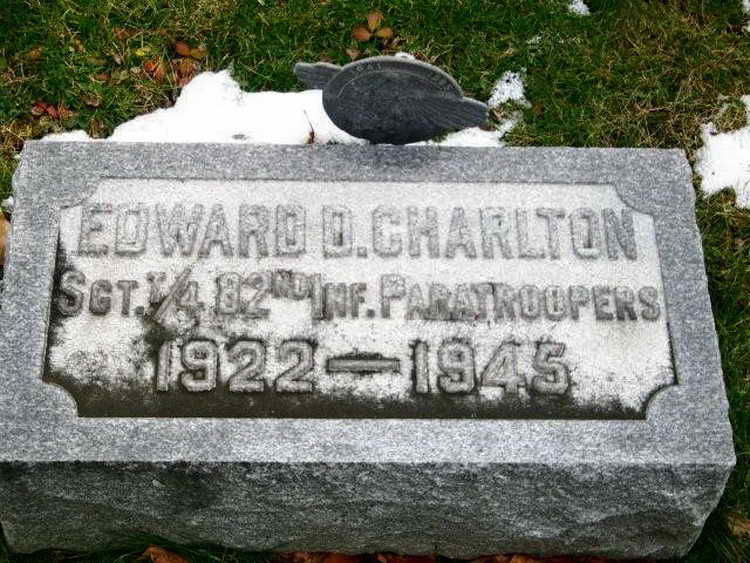 EDWARD D. CHARLTON
SGT. T/4 82ND INF. PARATROOPERS
1922 — 1945